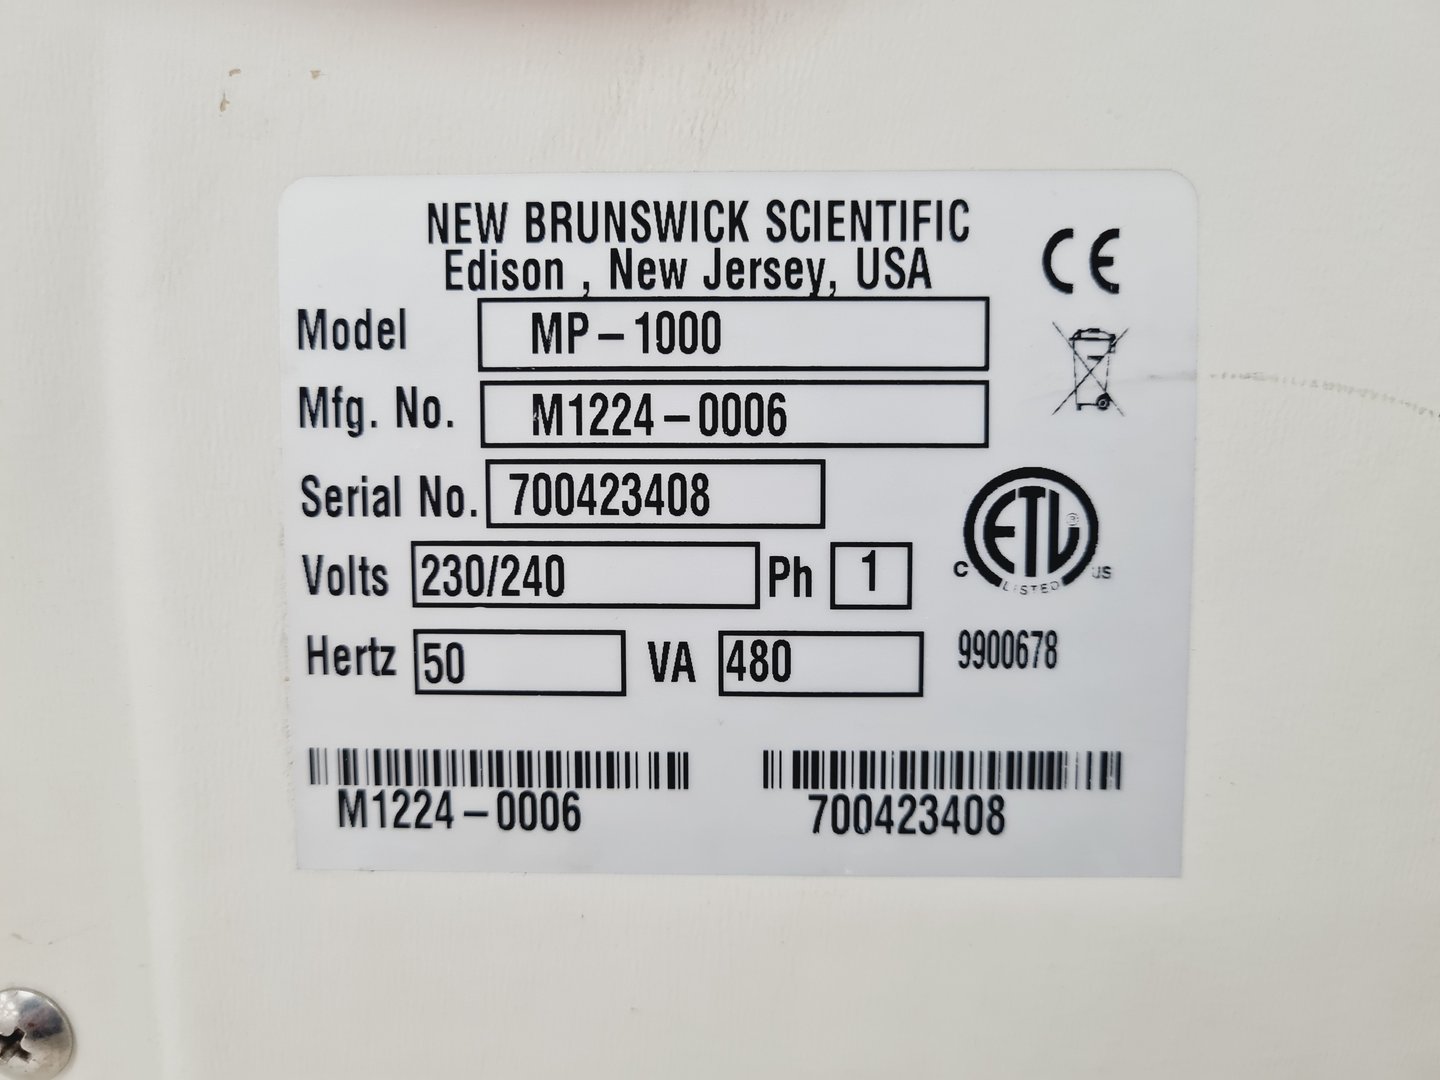 NEW BRUNSWICK SCIENTIFIC
Edison , New Jersey, USA
CE
Model MP-1000
Mfg. No. M1224-0006
Serial No. 700423408
Volts 230/240 Ph 1
Hertz 50 VA 480
C ETL ® US
LISTED
9900678
M1224-0006 700423408